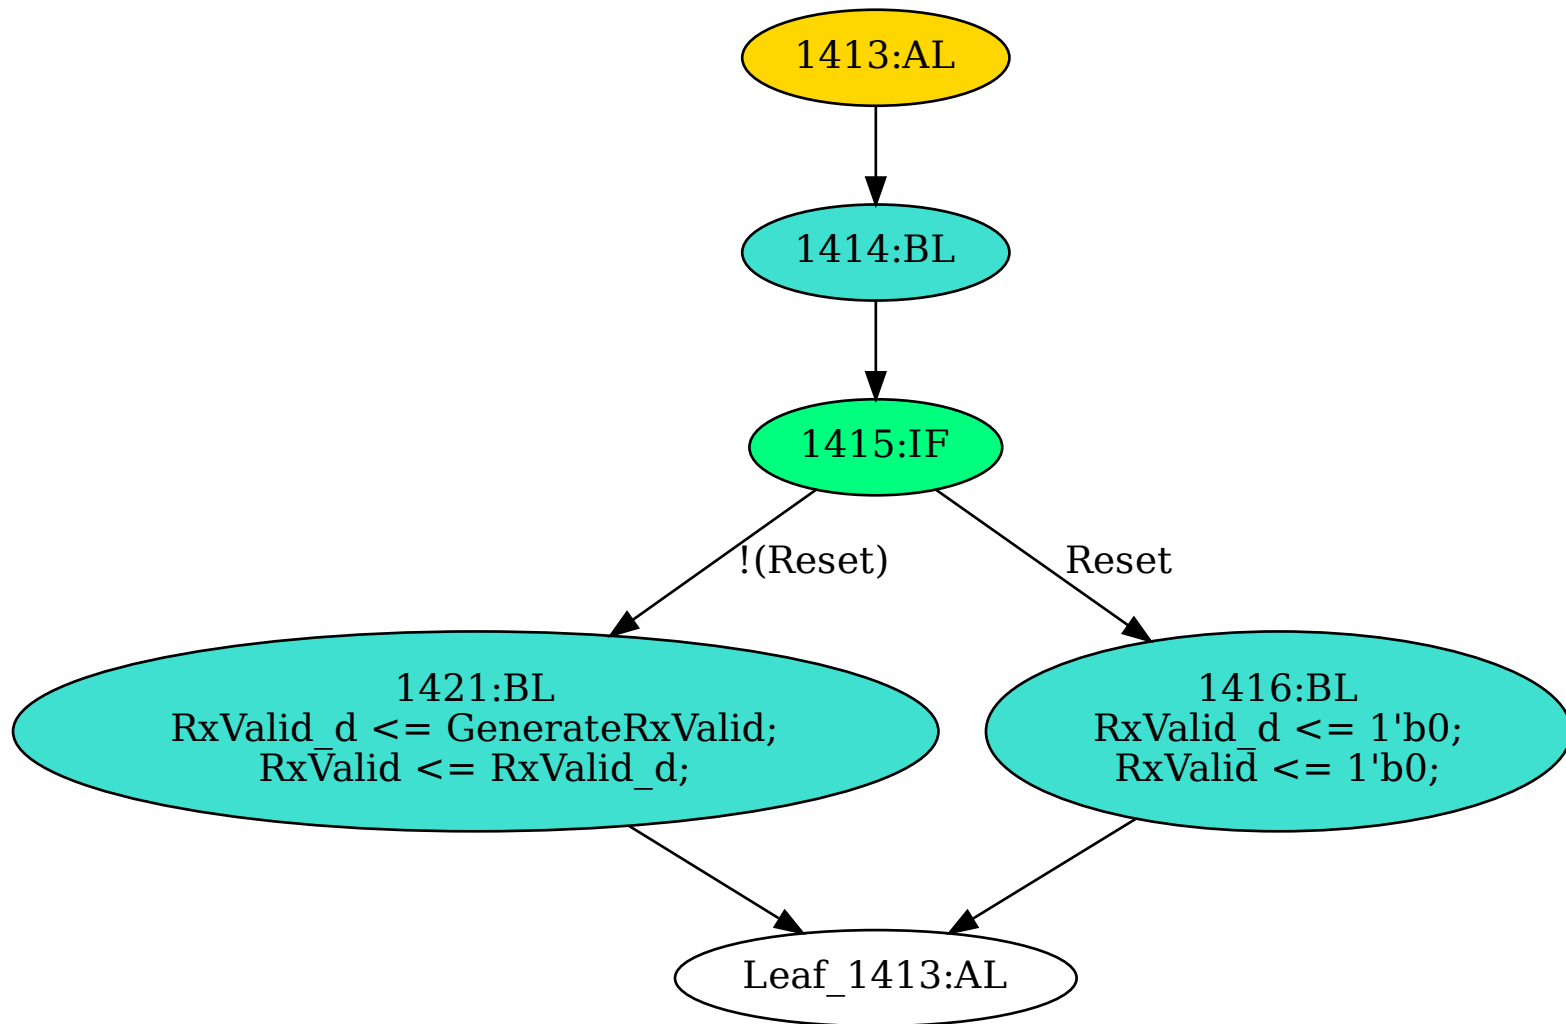 1413:AL
1414:BL
1415:IF
!(Reset)
Reset
1421:BL
RxValid_d <= GenerateRxValid;
RxValid <= RxValid_d;
1416:BL
RxValid_d <= 1'b0;
RxValid <= 1'b0;
Leaf_1413:AL